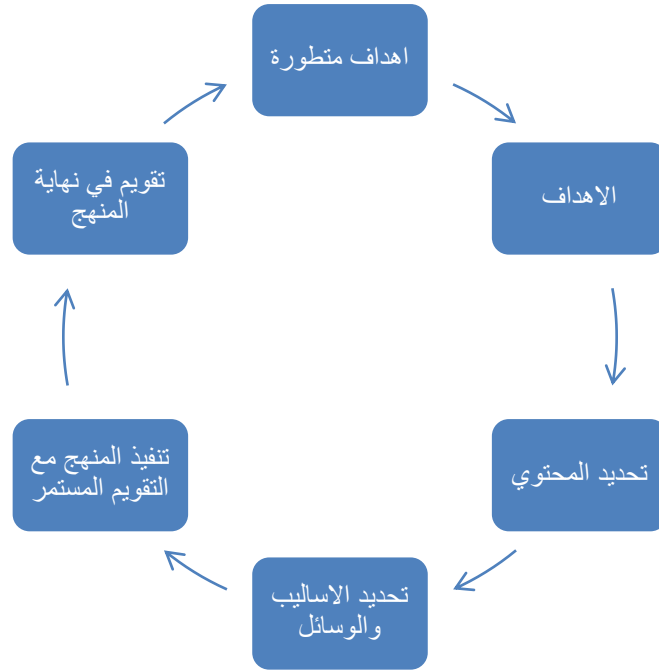 اهداف متطورة
الاهداف
تحديد المحتوي
تحديد الاساليب
والوسائل
تنفيذ المنهج مع
التقويم المستمر
تقويم في نهاية
المنهج